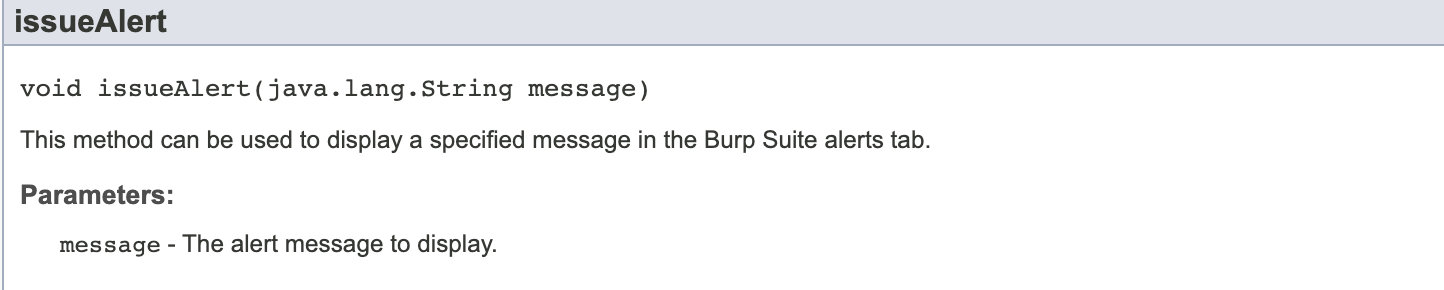 issueAlert
void issueAlert(java.lang.String message)
This method can be used to display a specified message in the Burp Suite alerts tab.
Parameters:
message - The alert message to display.